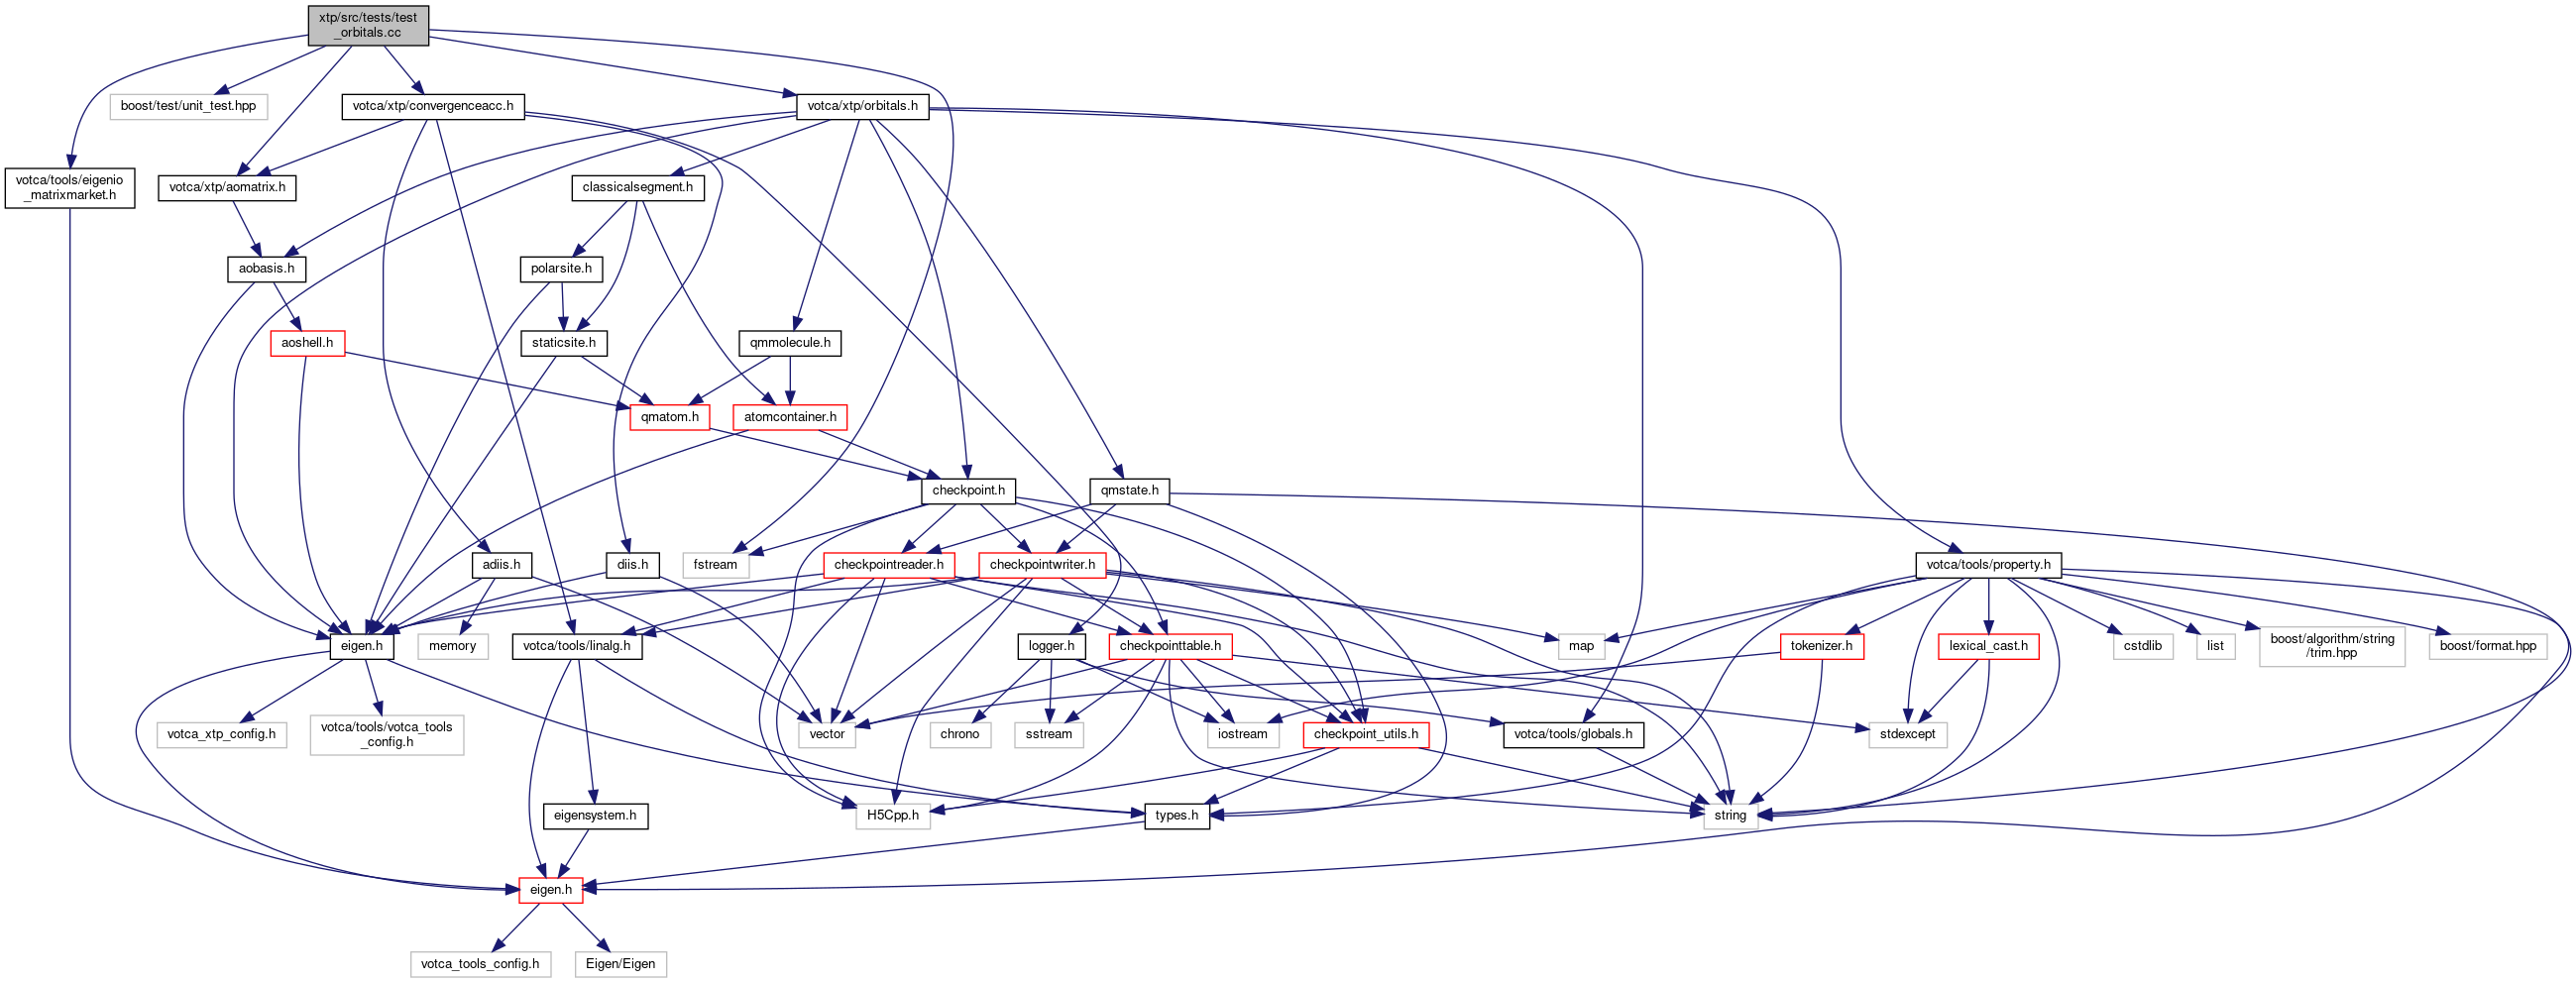 xtp/src/tests/test
_orbitals.cc
boost/test/unit_test.hpp
votca/xtp/convergenceacc.h
votca/xtp/orbitals.h
votca/tools/eigenio
_matrixmarket.h
votca/xtp/aomatrix.h
classicalsegment.h
aobasis.h
polarsite.h
aoshell.h
staticsite.h
qmmolecule.h
qmatom.h
atomcontainer.h
checkpoint.h
qmstate.h
adiis.h
diis.h
fstream
checkpointreader.h
checkpointwriter.h
votca/tools/property.h
eigen.h
memory
votca/tools/linalg.h
logger.h
checkpointtable.h
map
tokenizer.h
lexical_cast.h
cstdlib
list
boost/algorithm/string
/trim.hpp
boost/format.hpp
votca_xtp_config.h
votca/tools/votca_tools
_config.h
vector
chrono
sstream
iostream
checkpoint_utils.h
votca/tools/globals.h
stdexcept
eigensystem.h
H5Cpp.h
types.h
string
eigen.h
votca_tools_config.h
Eigen/Eigen